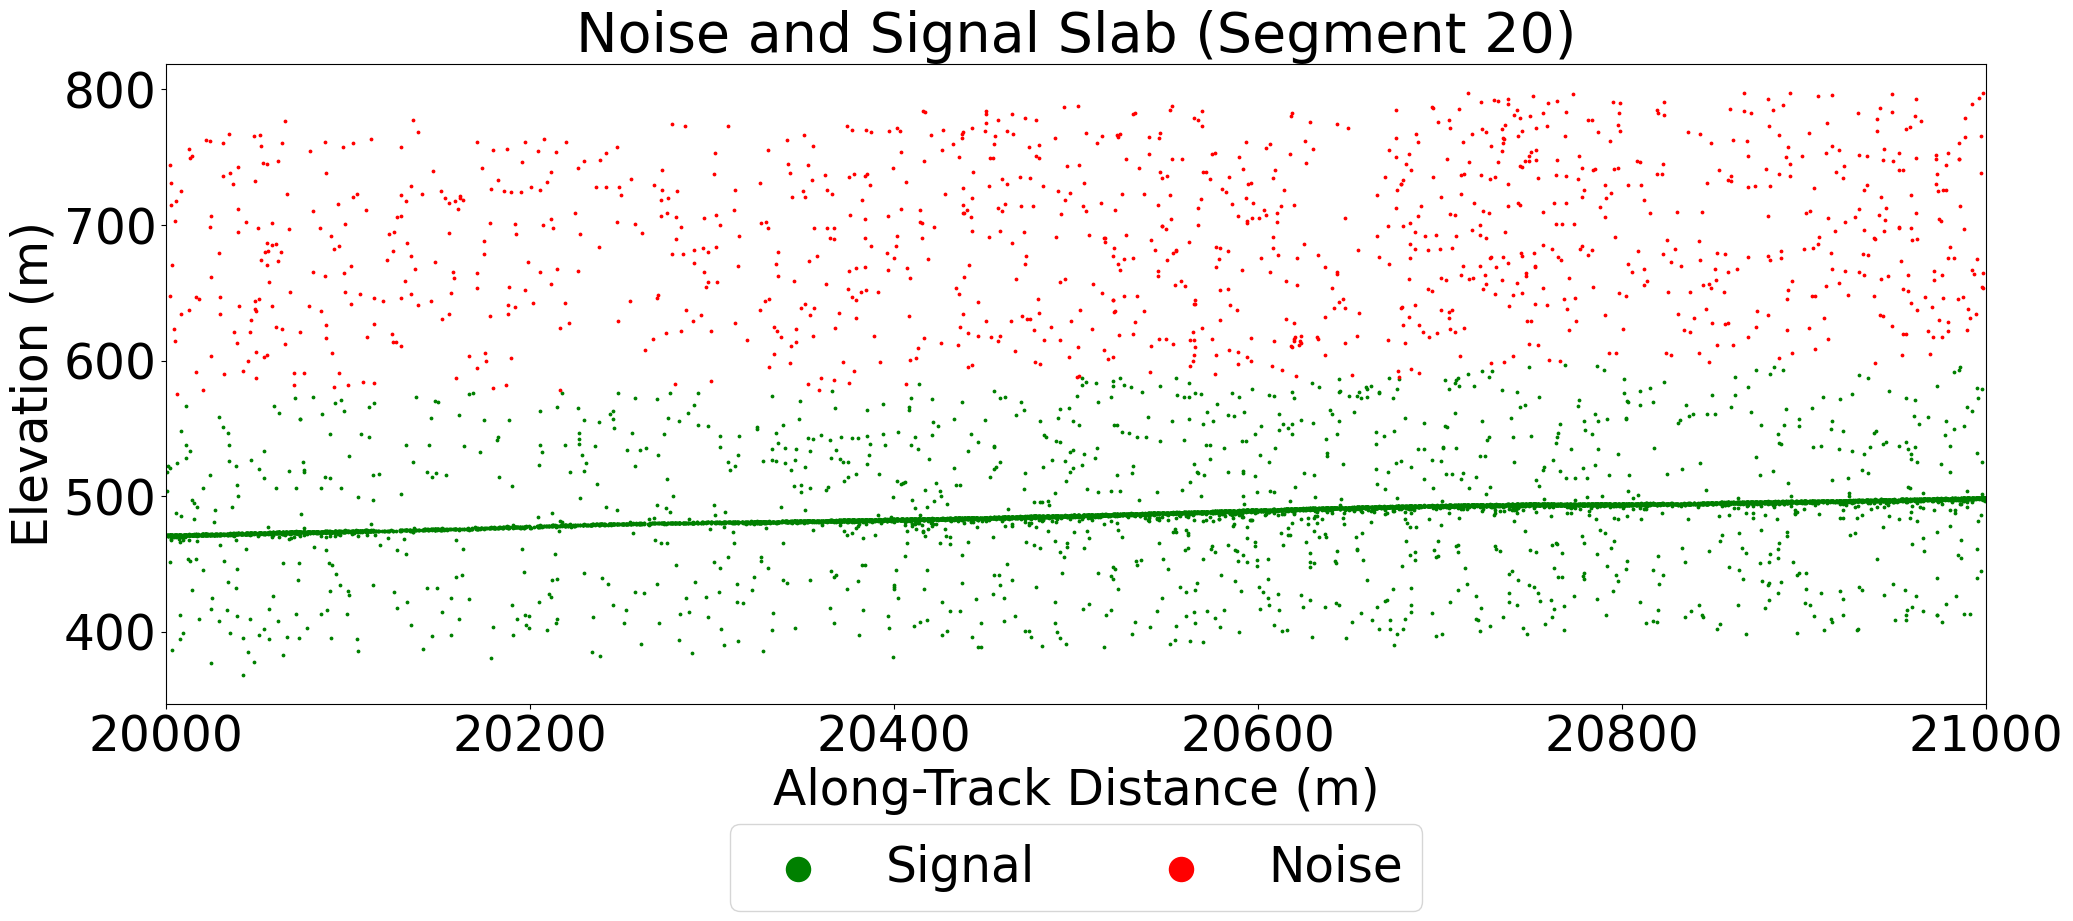 Noise and Signal Slab (Segment 20)
800
700
600
500
400
Elevation (m)
20000 20200 20400 20600 20800 21000
Along-Track Distance (m)
Signal Noise